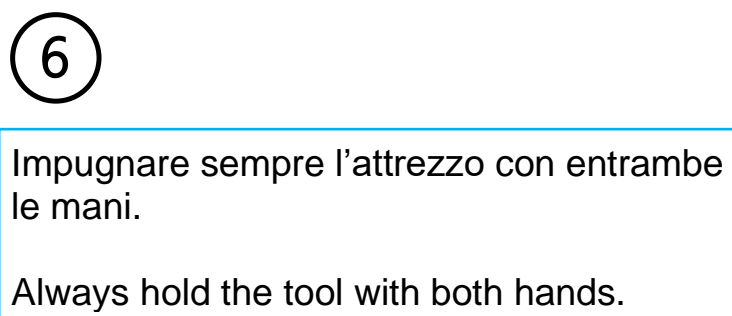 6
Impugnare sempre l’attrezzo con entrambe
le mani.
Always hold the tool with both hands.